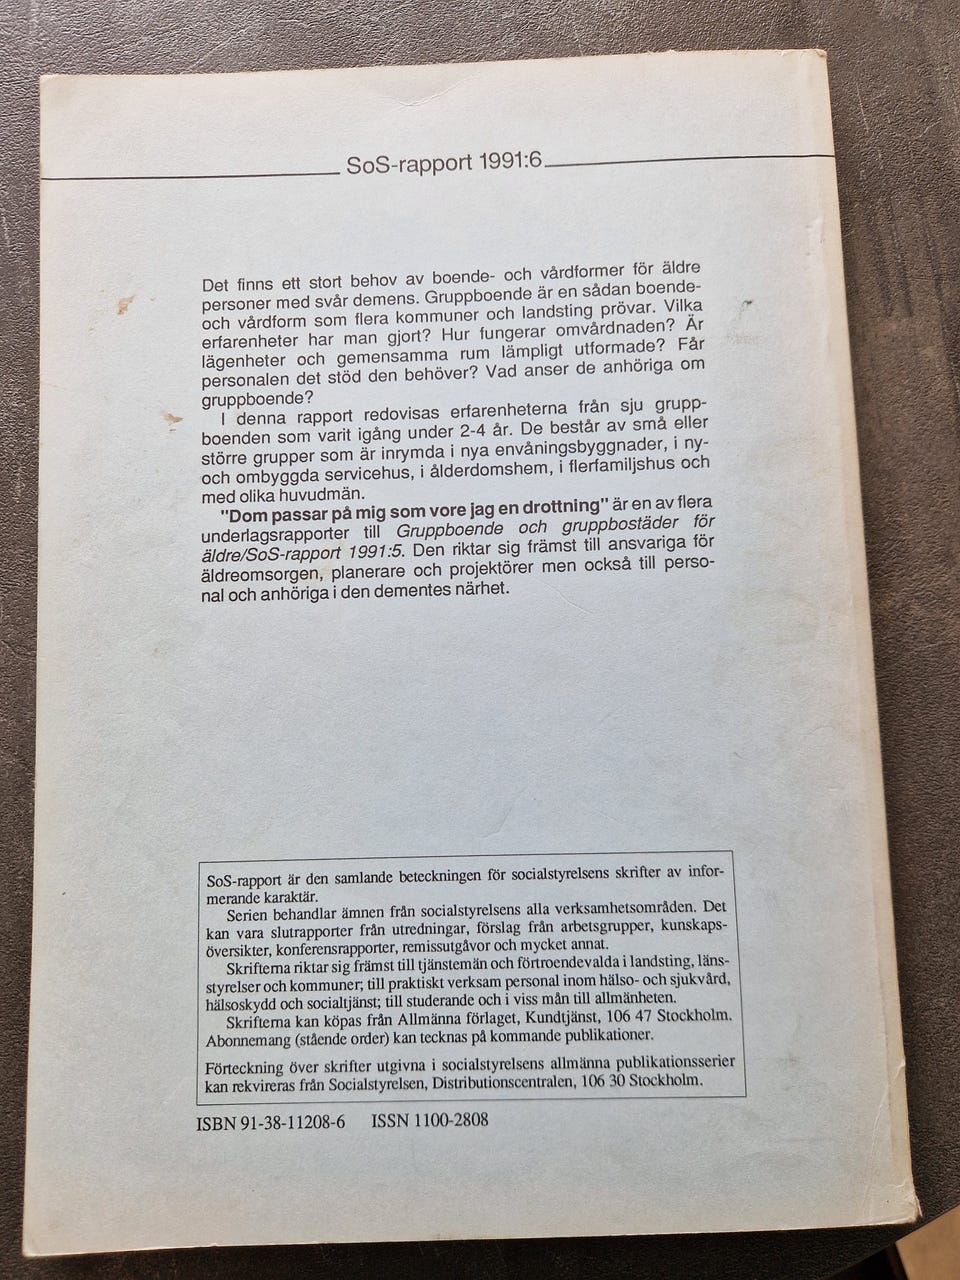 SoS-rapport 1991:6
Det finns ett stort behov av boende- och vårdformer för äldre
personer med svår demens. Gruppboende är en sådan boende-
och vårdform som flera kommuner och landsting prövar. Vilka
erfarenheter har man gjort? Hur fungerar omvårdnaden? Är
lägenheter och gemensamma rum lämpligt utformade? Får
personalen det stöd den behöver? Vad anser de anhöriga om
gruppboende?
I denna rapport redovisas erfarenheterna från sju grupp-
boenden som varit igång under 2-4 år. De består av små eller
större grupper som är inrymda i nya envåningsbyggnader, i ny-
och ombyggda servicehus, i ålderdomshem, i flerfamiljshus och
med olika huvudmän.
"Dom passar på mig som vore jag en drottning" är en av flera
underlagsrapporter till Gruppboende och gruppbostäder för
äldre/SoS-rapport 1991:5. Den riktar sig främst till ansvariga för
äldreomsorgen, planerare och projektörer men också till perso-
nal och anhöriga i den dementes närhet.
SoS-rapport är den samlande beteckningen för socialstyrelsens skrifter av infor-
merande karaktär.
Serien behandlar ämnen från socialstyrelsens alla verksamhetsområden. Det
kan vara slutrapporter från utredningar, förslag från arbetsgrupper, kunskaps-
översikter, konferensrapporter, remissutgåvor och mycket annat.
Skrifterna riktar sig främst till tjänstemän och förtroendevalda i landsting, läns-
styrelser och kommuner; till praktiskt verksam personal inom hälso- och sjukvård,
hälsoskydd och socialtjänst; till studerande och i viss mån till allmänheten.
Skrifterna kan köpas från Allmänna förlaget, Kundtjänst, 106 47 Stockholm.
Abonnemang (stående order) kan tecknas på kommande publikationer.
Förteckning över skrifter utgivna i socialstyrelsens allmänna publikationsserier
kan rekvireras från Socialstyrelsen, Distributionscentralen, 106 30 Stockholm.
ISBN 91-38-11208-6 ISSN 1100-2808